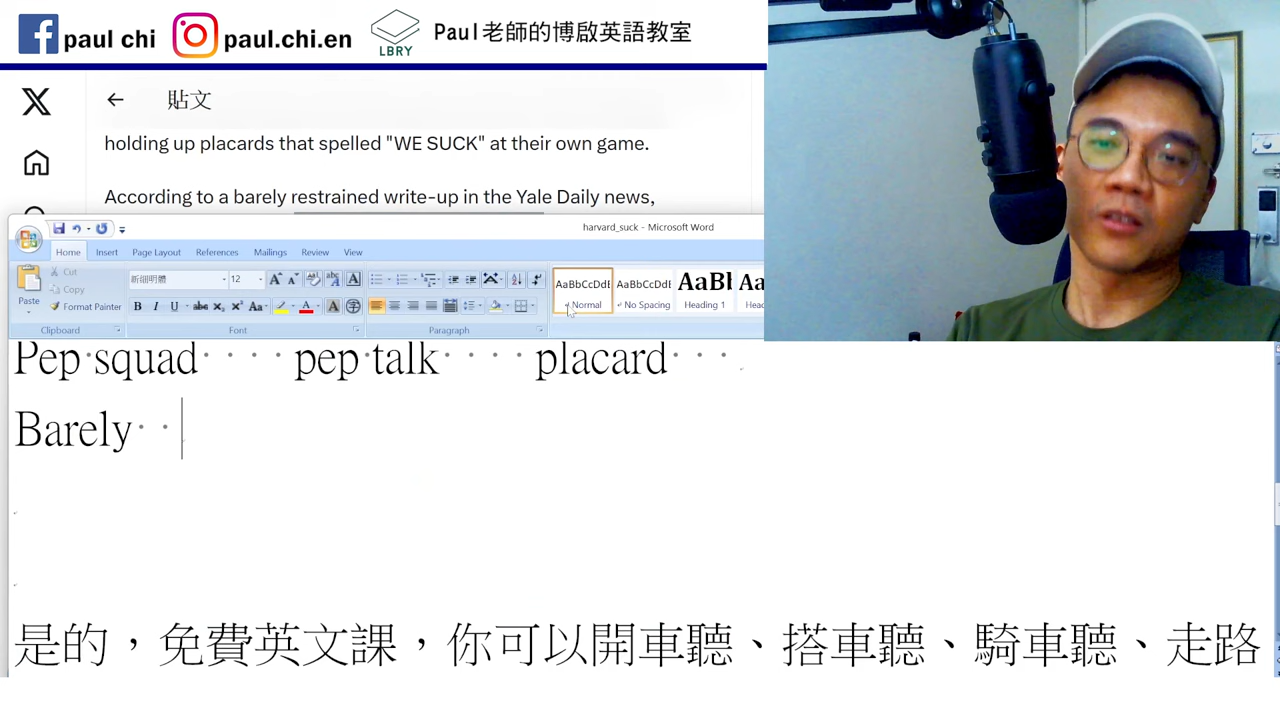 paul chi
paul.chi.en
LBRY
Paul老師的博啟英語教室
貼文
holding up placards that spelled "WE SUCK" at their own game.
According to a barely restrained write-up in the Yale Daily news,
harvard_suck - Microsoft Word
Home Insert Page Layout References Mailings Review View
Cut
Copy
Format Painter
Paste
新細明體 12
AaBbCcDdE AaBbCcDdE AaBb AaB
Normal No Spacing Heading 1 Head
Clipboard Font Paragraph
Pep squad pep talk placard
Barely
是的，免費英文課，你可以開車聽、搭車聽、騎車聽、走路